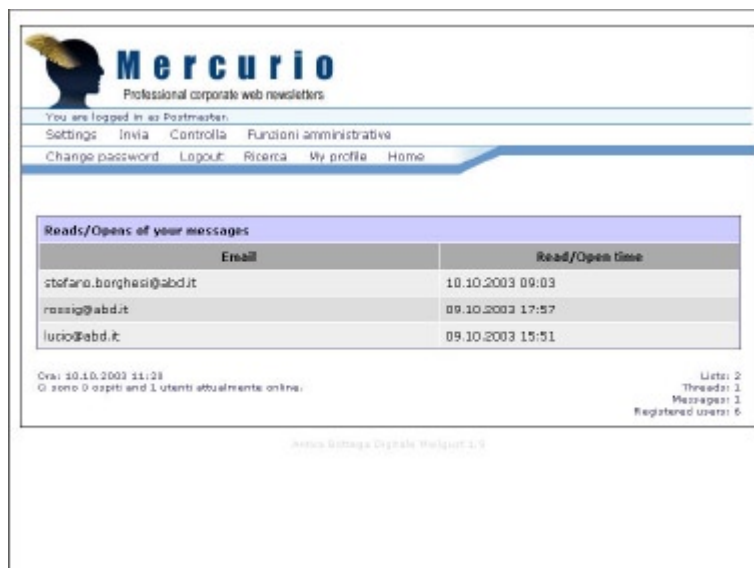 Mercurio
Professional corporate web newsletters
You are logged in as Postmaster.
Settings Invia Controlla Funzioni amministrative
Change password Logout Ricerca My profile Home
Reads/Opens of your messages
Email Read/Open time
stefano.borghesi@abd.it 10.10.2003 09:03
rossig@abd.it 09.10.2003 17:57
lucio@abd.it 09.10.2003 15:51
Ora: 10.10.2003 11:28
Ci sono 0 ospiti and 1 utenti attualmente online.
Lists: 2
Threads: 1
Messages: 1
Registered users: 6
Bottega Digitale